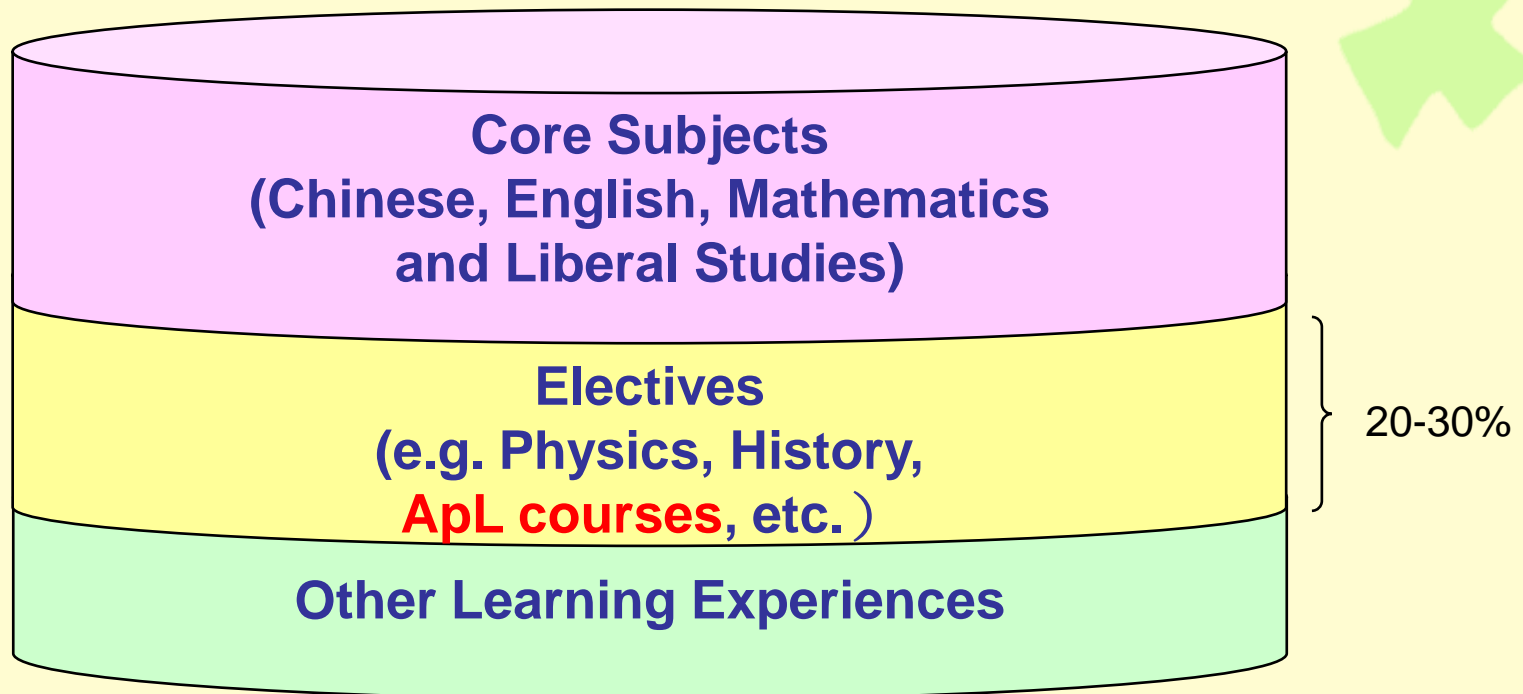 Core Subjects
(Chinese, English, Mathematics
and Liberal Studies)
Electives
(e.g. Physics, History,
ApL courses, etc.）
20-30%
Other Learning Experiences